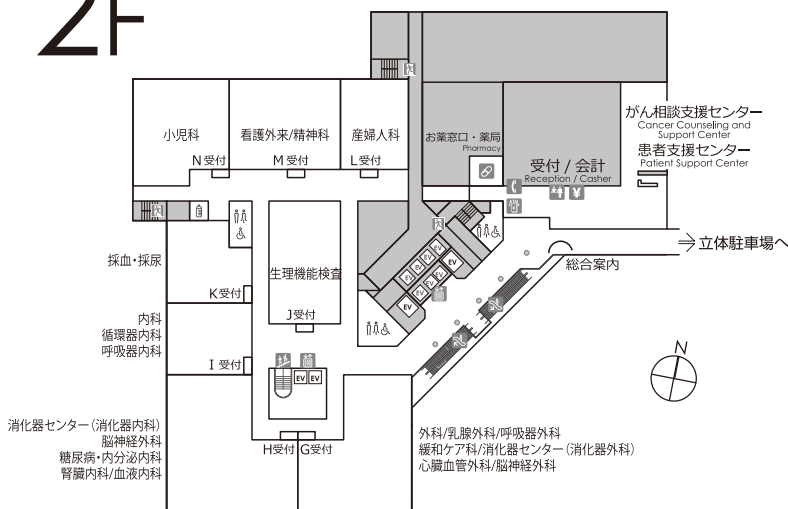 2F
小児科
看護外来/精神科
産婦人科
N受付
M受付
L受付
お薬窓口・薬局
Pharmacy
受付 / 会計
Reception / Casher
¥
がん相談支援センター
Cancer Counseling and
Support Center
患者支援センター
Patient Support Center
立体駐車場へ
総合案内
採血・採尿
生理機能検査
K受付
J受付
EV
EV
EV
EV
EV
EV
EV
EV
EV
内科
循環器内科
呼吸器内科
I 受付
EV
EV
N
消化器センター(消化器内科)
脳神経外科
糖尿病・内分泌内科
腎臓内科/血液内科
H受付
G受付
外科/乳腺外科/呼吸器外科
緩和ケア科/消化器センター(消化器外科)
心臓血管外科/脳神経外科